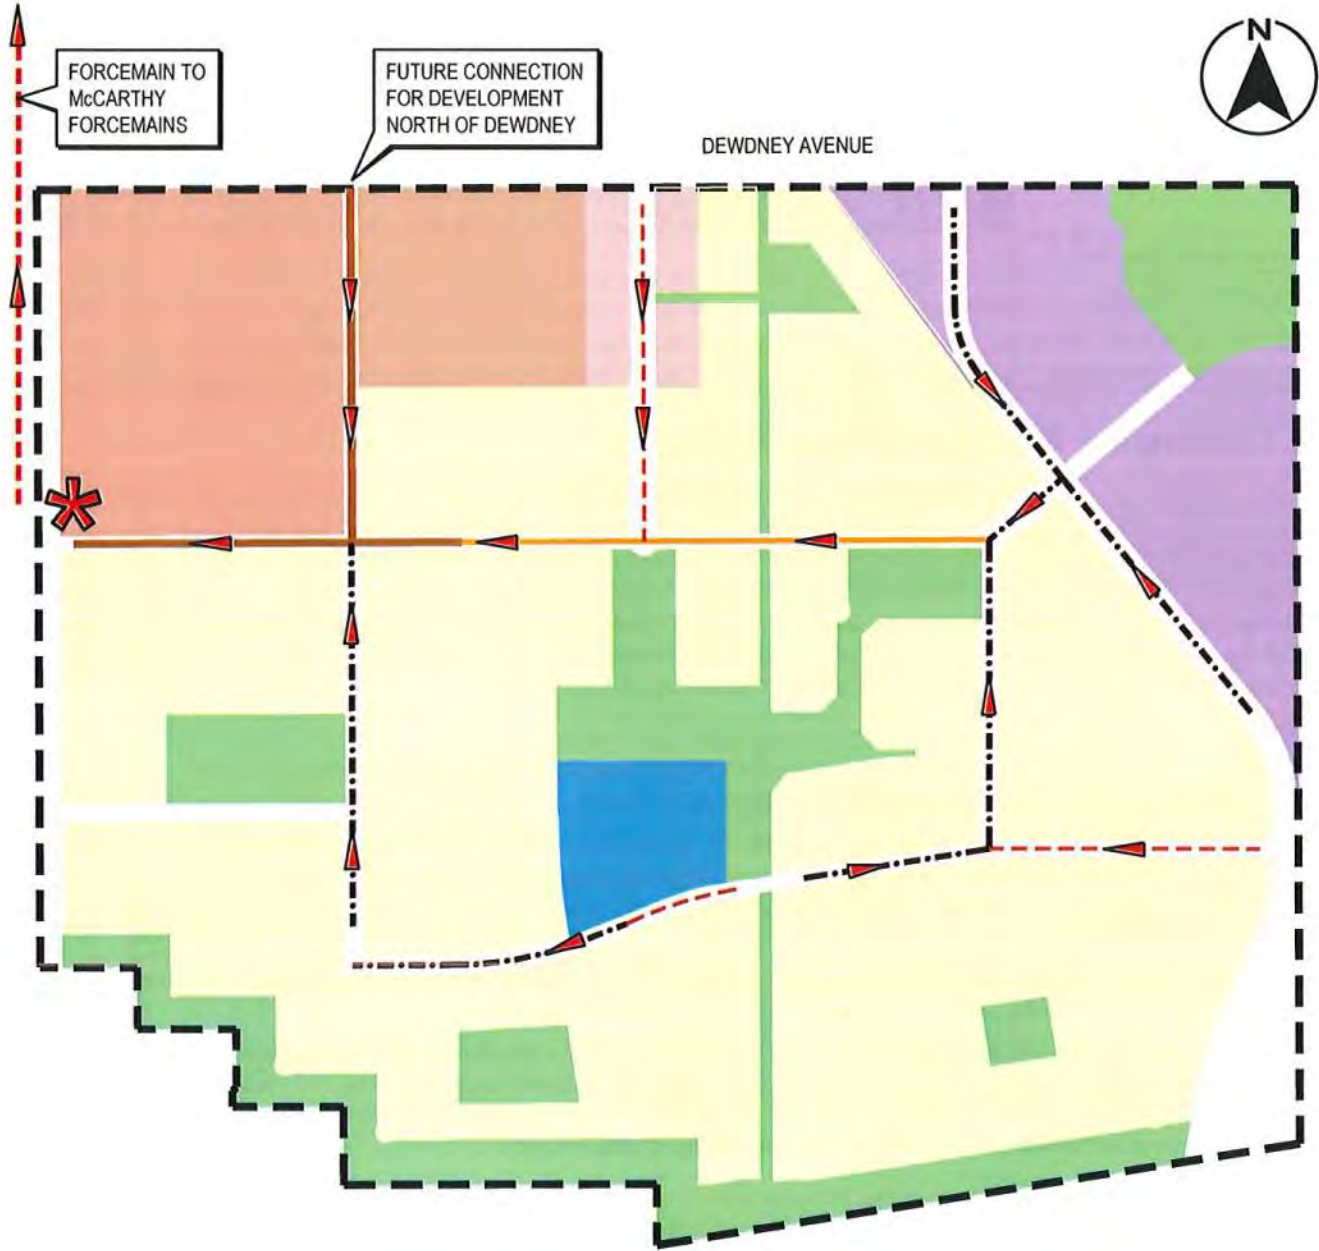 FORCEMAIN TO
McCARTHY
FORCEMAINS
FUTURE CONNECTION
FOR DEVELOPMENT
NORTH OF DEWDNEY
N
DEWDNEY AVENUE